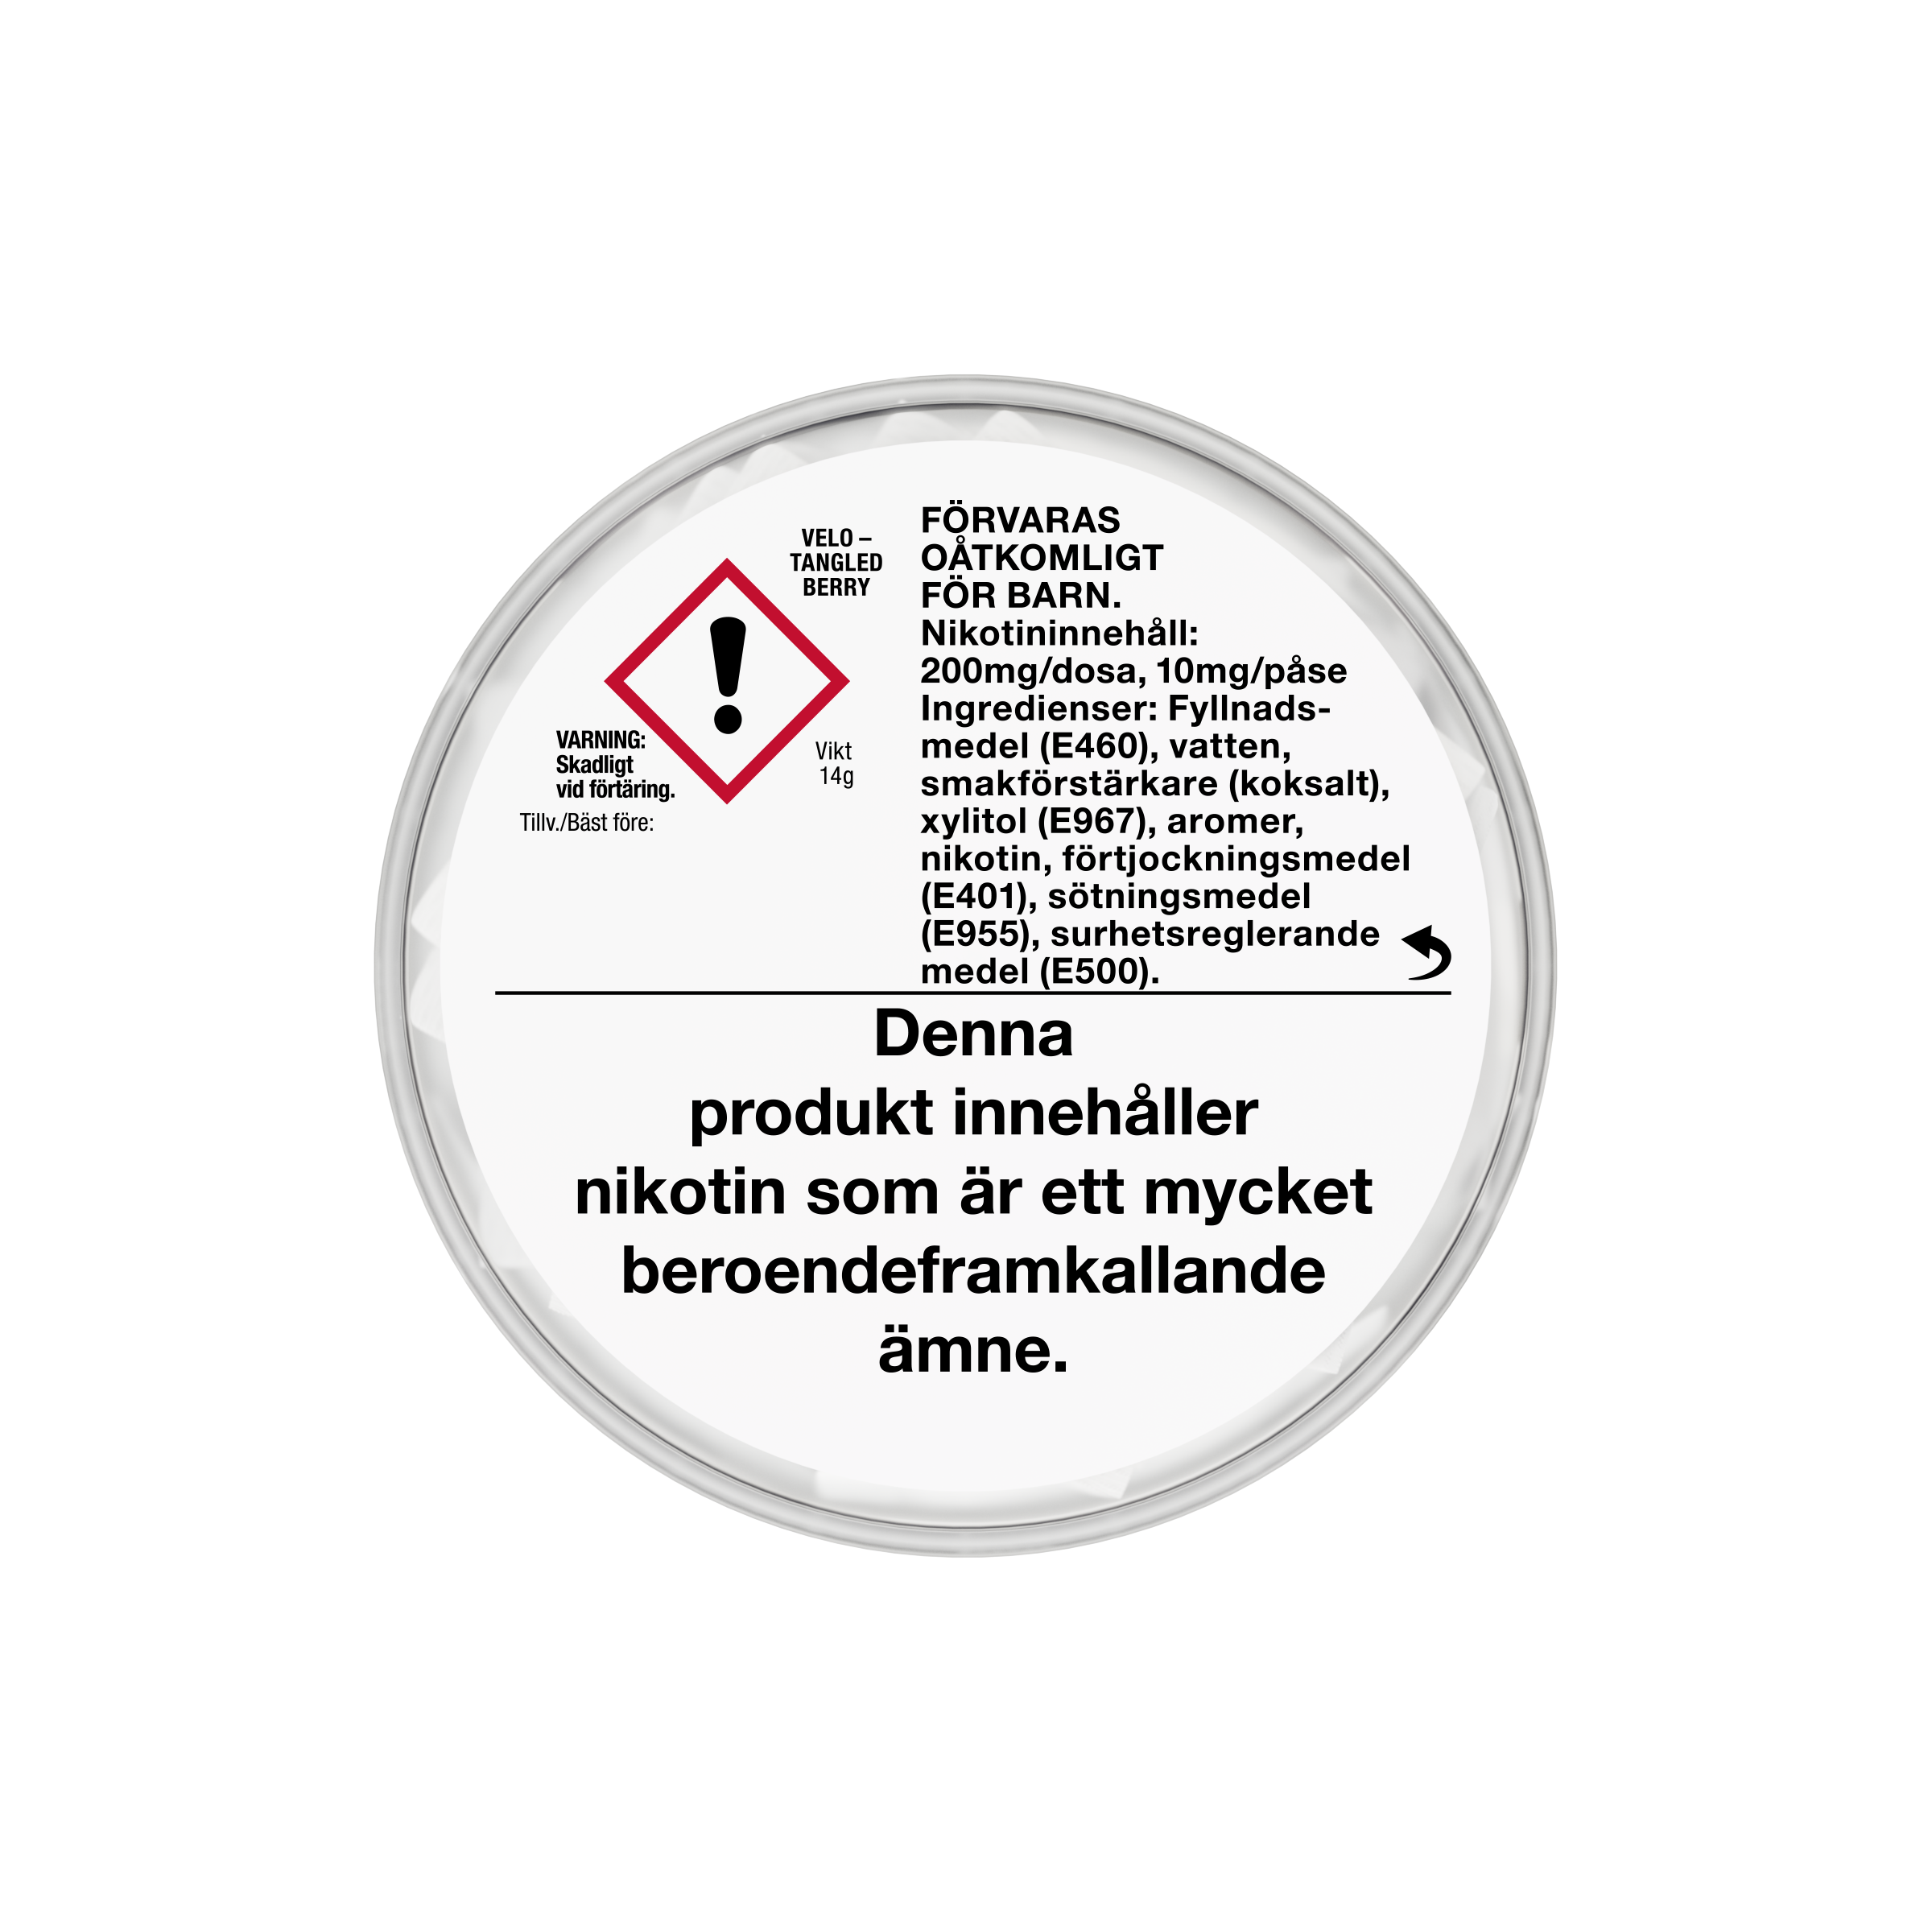 VELO –
TANGLED
BERRY
VARNING:
Skadligt
vid förtäring.
Vikt
14g
Tillv./Bäst före:
FÖRVARAS
OÅTKOMLIGT
FÖR BARN.
Nikotininnehåll:
200mg/dosa, 10mg/påse
Ingredienser: Fyllnads-
medel (E460), vatten,
smakförstärkare (koksalt),
xylitol (E967), aromer,
nikotin, förtjockningsmedel
(E401), sötningsmedel
(E955), surhetsreglerande
medel (E500).
Denna
produkt innehåller
nikotin som är ett mycket
beroendeframkallande
ämne.